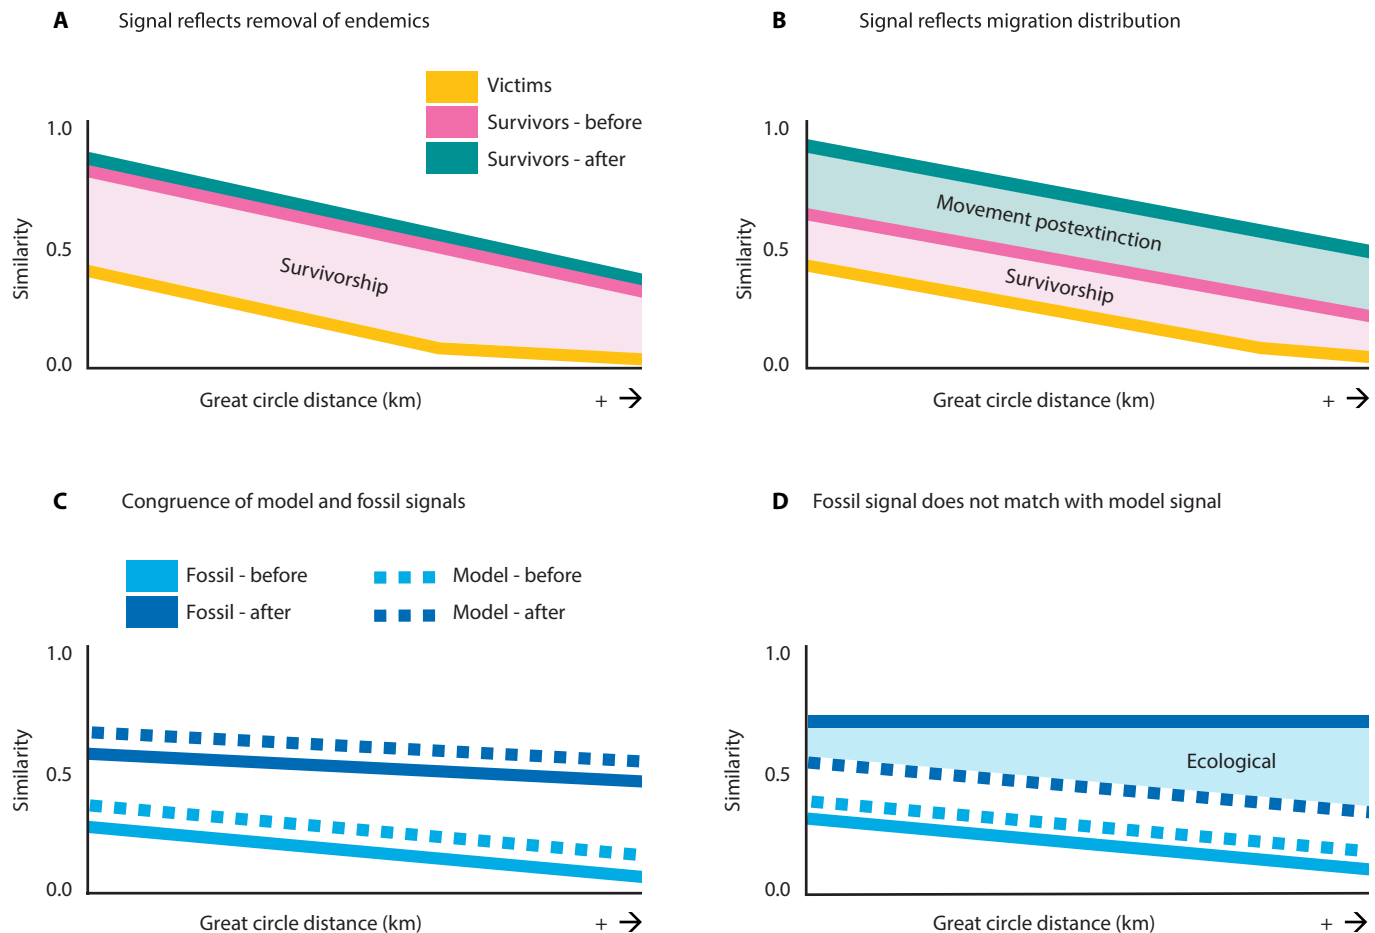 A Signal reflects removal of endemics
Victims
Survivors - before
Survivors - after
1.0
0.5
0.0
Similarity
Survivorship
Great circle distance (km) + →
B Signal reflects migration distribution
1.0
0.5
0.0
Similarity
Movement postextinction
Survivorship
Great circle distance (km) + →
C Congruence of model and fossil signals
Fossil - before Model - before
Fossil - after Model - after
1.0
0.5
0.0
Similarity
Great circle distance (km) + →
D Fossil signal does not match with model signal
1.0
0.5
0.0
Similarity
Ecological
Great circle distance (km) + →